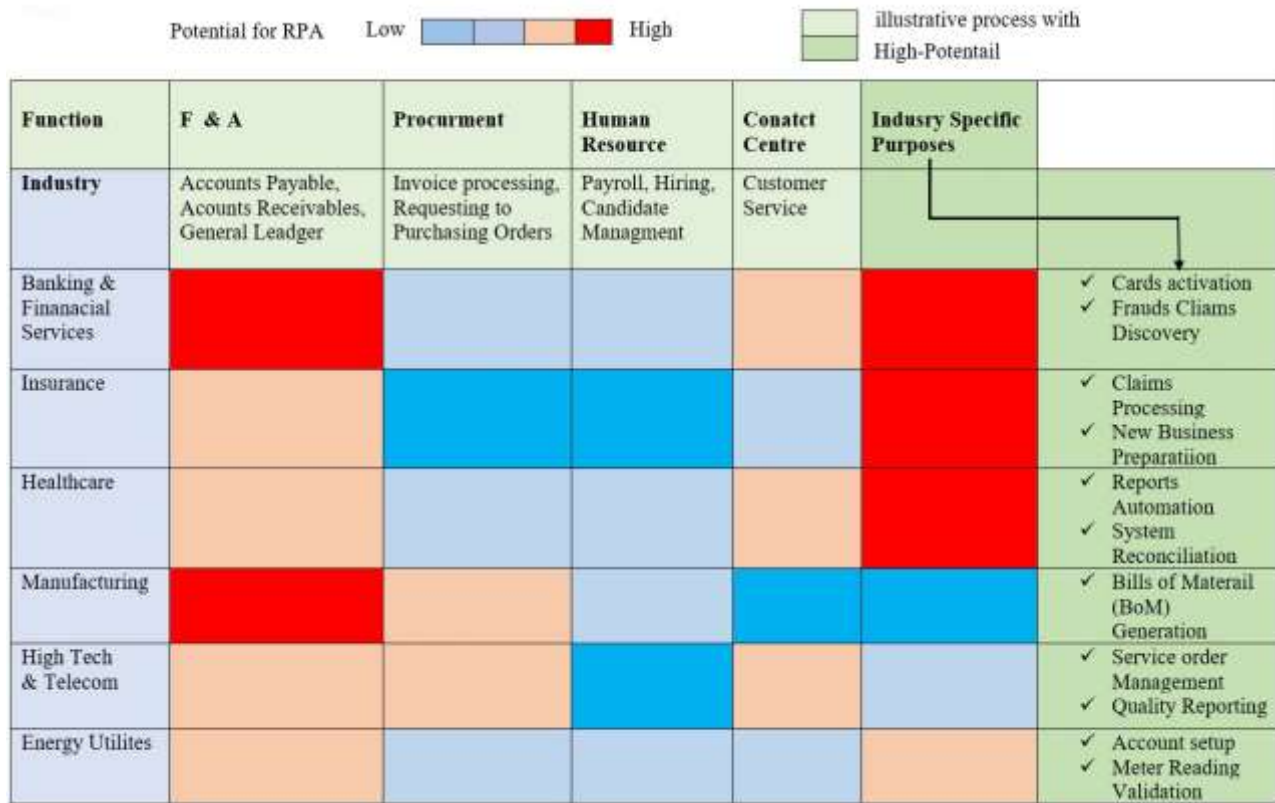 Potential for RPA Low High
illustrative process with
High-Potentail
Function F & A Procurment Human Resource Conatct Centre Indusry Specific Purposes
Industry
Accounts Payable,
Acounts Receivables,
General Leadger
Invoice processing,
Requesting to
Purchasing Orders
Payroll, Hiring,
Candidate
Managment
Customer
Service
Banking &
Finanacial
Services
✓ Cards activation
✓ Frauds Cliams
Discovery
Insurance
✓ Claims
Processing
✓ New Business
Preparatiion
Healthcare
✓ Reports
Automation
✓ System
Reconciliation
Manufacturing
✓ Bills of Materail
(BoM)
Generation
High Tech
& Telecom
✓ Service order
Management
✓ Quality Reporting
Energy Utilites
✓ Account setup
✓ Meter Reading
Validation